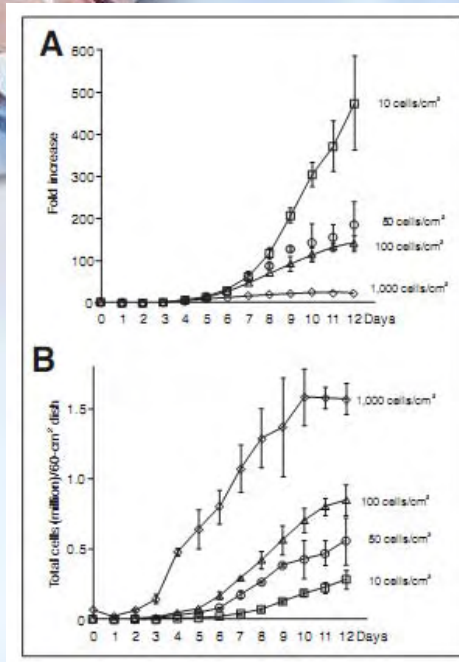 A
600
500
400
300
200
100
0
Fold increase
10 cells/cm²
50 cells/cm²
100 cells/cm²
1,000 cells/cm²
0 1 2 3 4 5 6 7 8 9 10 11 12 Days
B
1.5
1.0
0.5
0
Total cells (million)/60-cm² dish
1,000 cells/cm²
100 cells/cm²
50 cells/cm²
10 cells/cm²
0 1 2 3 4 5 6 7 8 9 10 11 12 Days